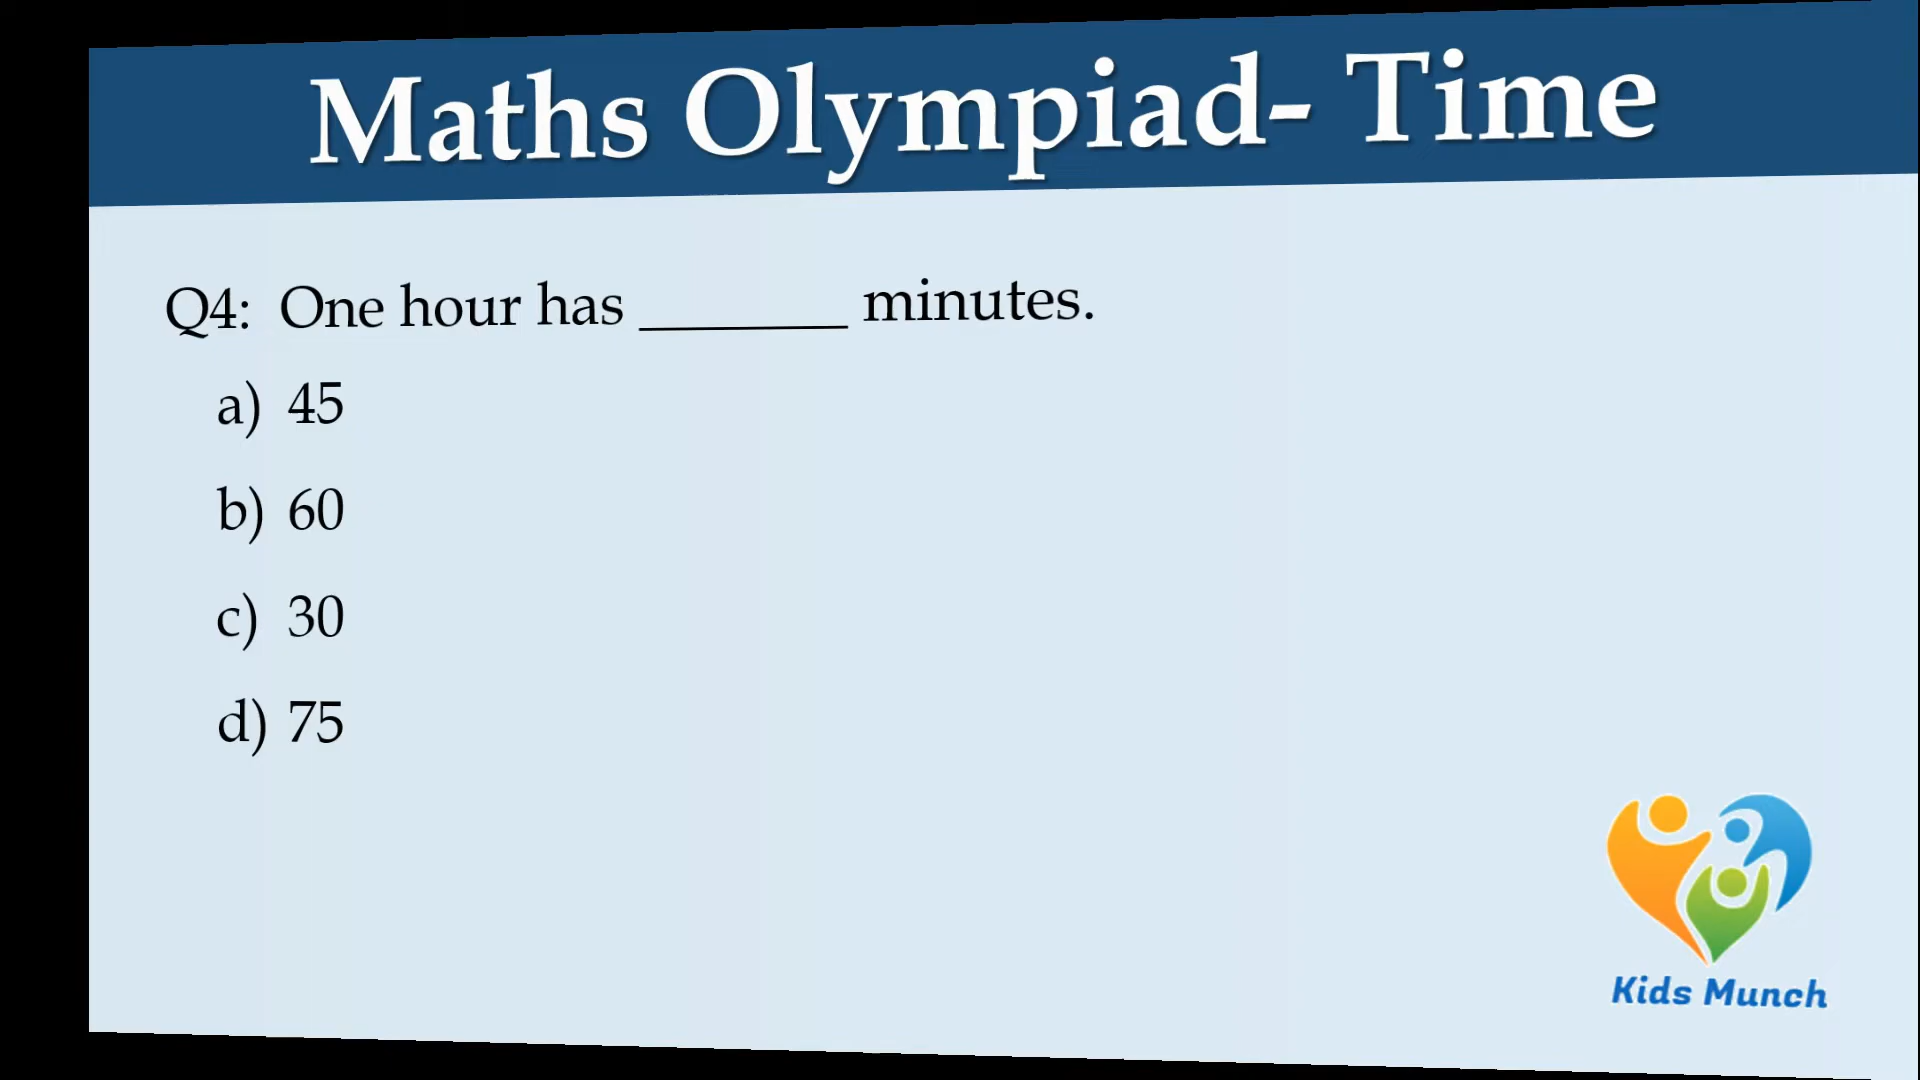 Maths Olympiad- Time
Q4: One hour has _______ minutes.
a) 45
b) 60
c) 30
d) 75
Kids Munch